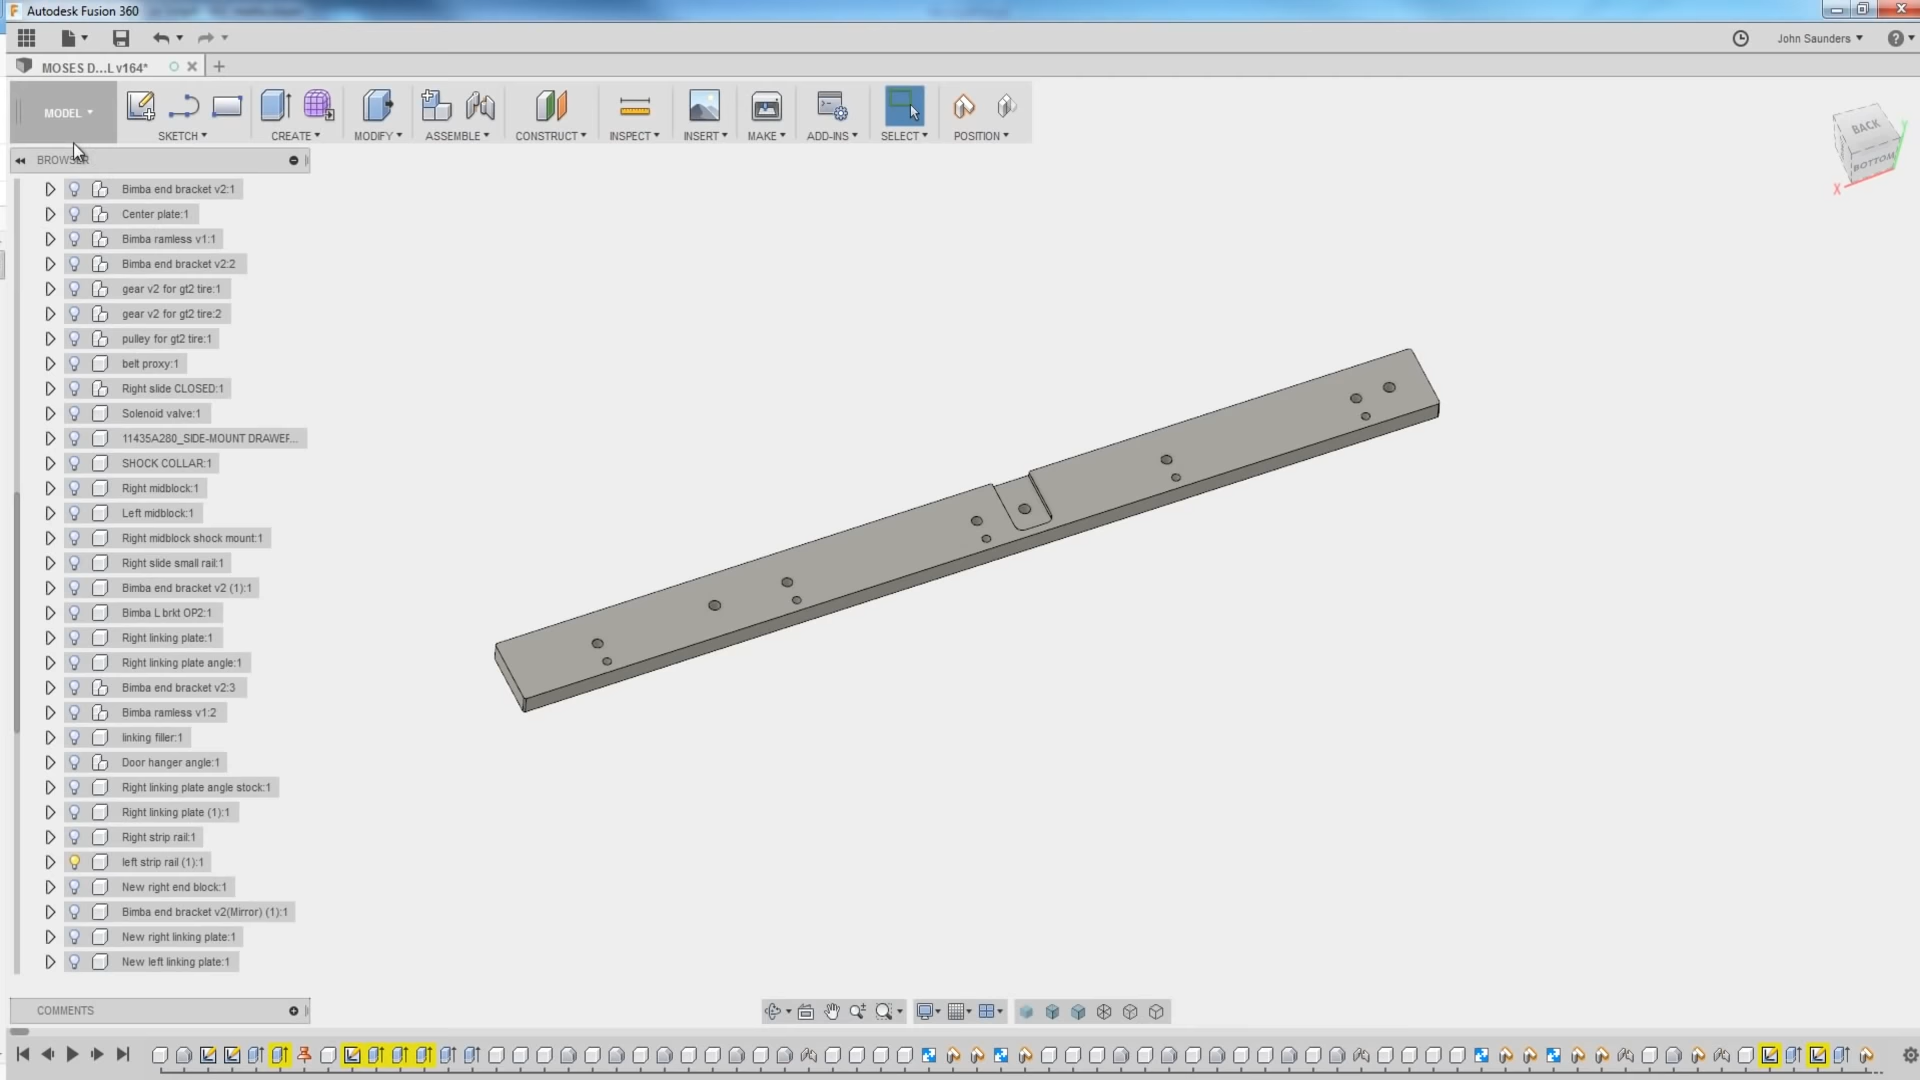 Autodesk Fusion 360
John Saunders
MOSES D...L v164*
MODEL
SKETCH
CREATE
MODIFY
ASSEMBLE
CONSTRUCT
INSPECT
INSERT
MAKE
ADD-INS
SELECT
POSITION
BACK
BOTTOM
X
Y
BROWSER
Bimba end bracket v2:1
Center plate:1
Bimba ramless v1:1
Bimba end bracket v2:2
gear v2 for gt2 tire:1
gear v2 for gt2 tire:2
pulley for gt2 tire:1
belt proxy:1
Right slide CLOSED:1
Solenoid valve:1
11435A280_SIDE-MOUNT DRAWER...
SHOCK COLLAR:1
Right midblock:1
Left midblock:1
Right midblock shock mount:1
Right slide small rail:1
Bimba end bracket v2 (1):1
Bimba L brkt OP2:1
Right linking plate:1
Right linking plate angle:1
Bimba end bracket v2:3
Bimba ramless v1:2
linking filler:1
Door hanger angle:1
Right linking plate angle stock:1
Right linking plate (1):1
Right strip rail:1
left strip rail (1):1
New right end block:1
Bimba end bracket v2(Mirror) (1):1
New right linking plate:1
New left linking plate:1
COMMENTS